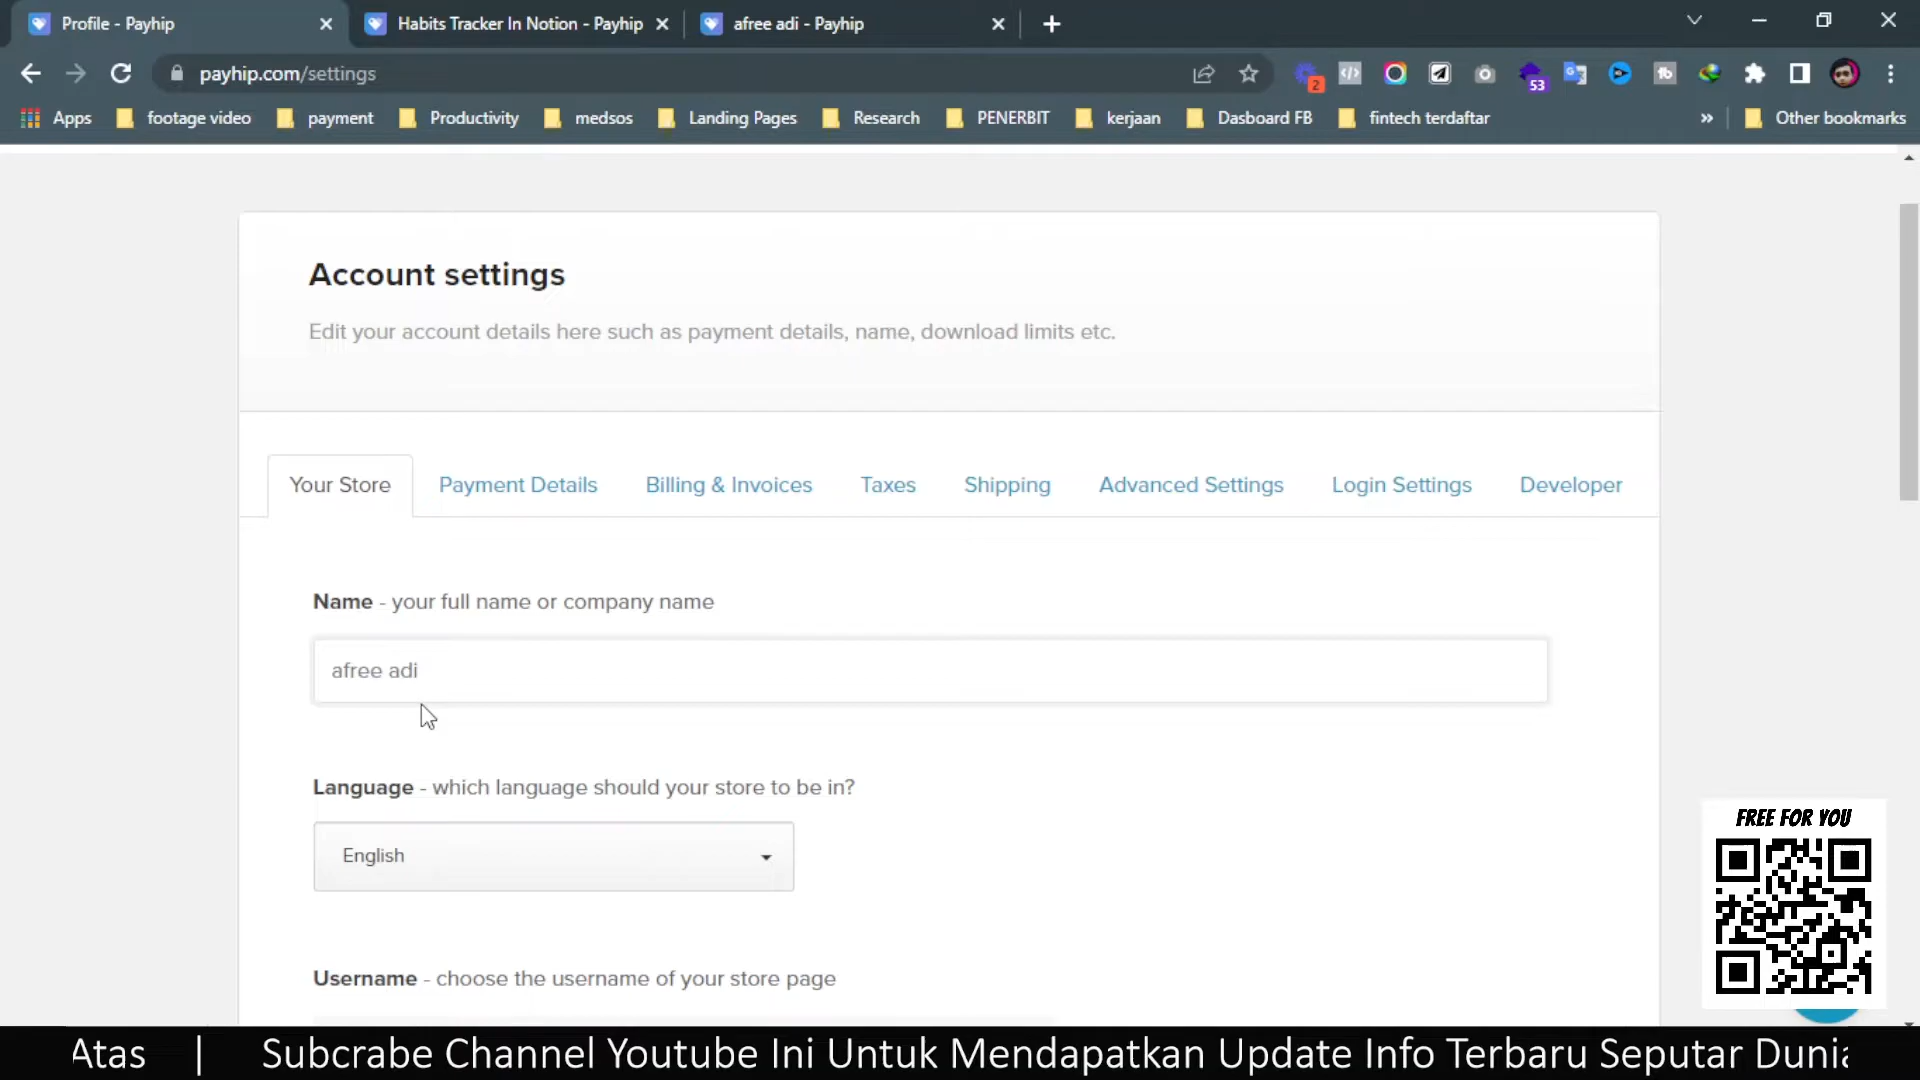 Profile - Payhip
Habits Tracker In Notion - Payhip
afree adi - Payhip
payhip.com/settings
2
53
Apps
footage video
payment
Productivity
medsos
Landing Pages
Research
PENERBIT
kerjaan
Dasboard FB
fintech terdaftar
»
Other bookmarks
Account settings
Edit your account details here such as payment details, name, download limits etc.
Your Store
Payment Details
Billing & Invoices
Taxes
Shipping
Advanced Settings
Login Settings
Developer
Name - your full name or company name
afree adi
Language - which language should your store to be in?
English
Username - choose the username of your store page
FREE FOR YOU
Atas | Subcrabe Channel Youtube Ini Untuk Mendapatkan Update Info Terbaru Seputar Dunia